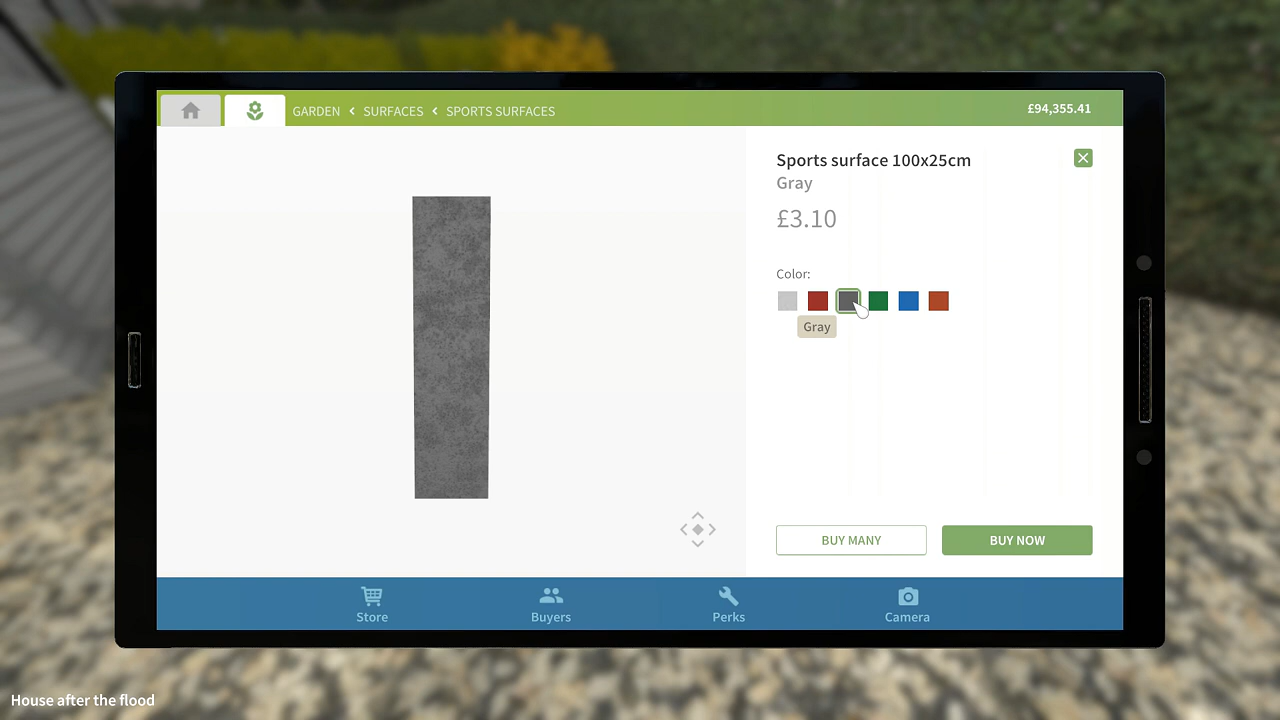 GARDEN < SURFACES < SPORTS SURFACES
£94,355.41
Sports surface 100x25cm
Gray
£3.10
Color:
Gray
BUY MANY
BUY NOW
Store
Buyers
Perks
Camera
House after the flood